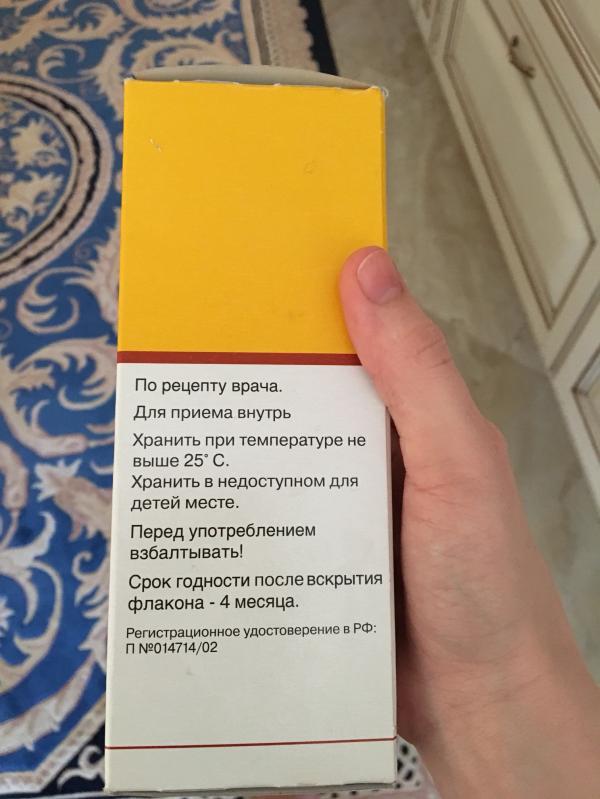 По рецепту врача.
Для приема внутрь
Хранить при температуре не
выше 25° С.
Хранить в недоступном для
детей месте.
Перед употреблением
взбалтывать!
Срок годности после вскрытия
флакона - 4 месяца.
Регистрационное удостоверение в РФ:
П №014714/02